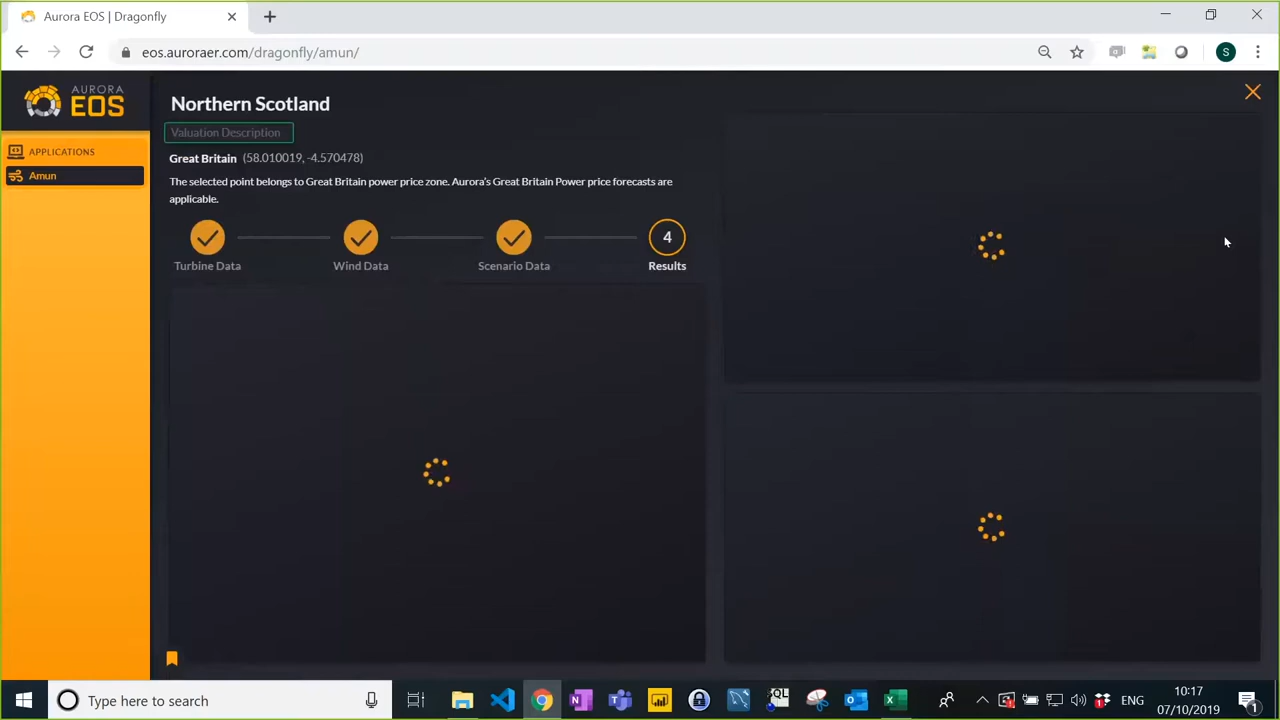 Aurora EOS | Dragonfly
eos.auroraer.com/dragonfly/amun/
S
AURORA
EOS
APPLICATIONS
Amun
Northern Scotland
Valuation Description
Great Britain (58.010019, -4.570478)
The selected point belongs to Great Britain power price zone. Aurora's Great Britain Power price forecasts are
applicable.
4
Turbine Data
Wind Data
Scenario Data
Results
Type here to search
ENG
10:17
07/10/2019
1